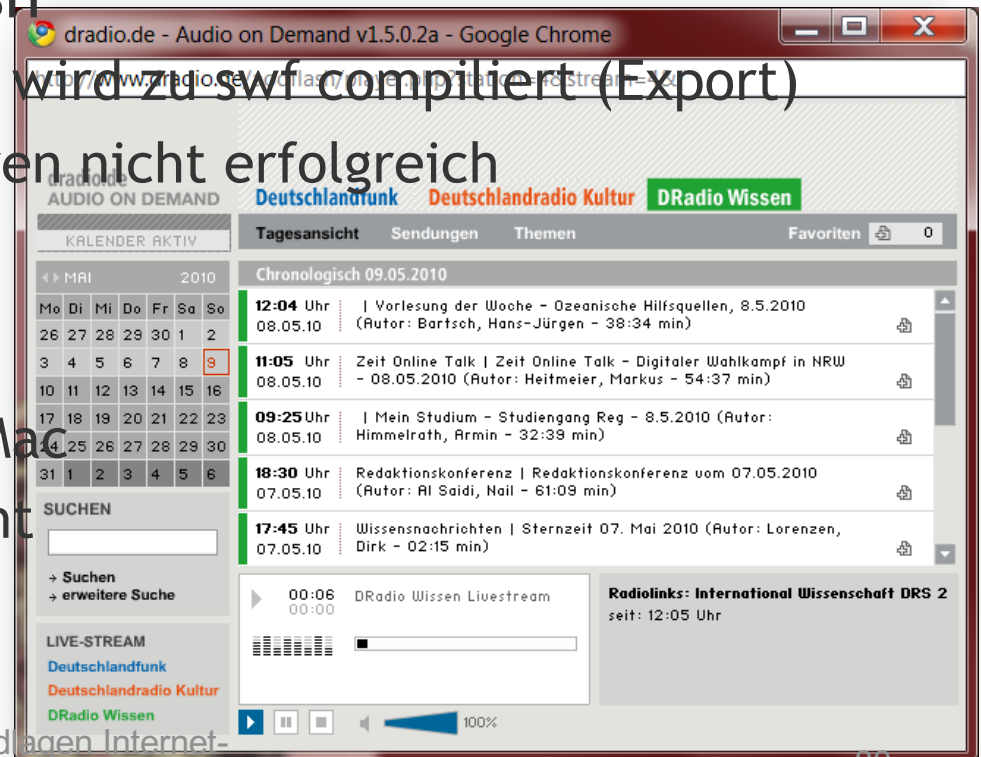 dradio.de - Audio on Demand v1.5.0.2a - Google Chrome
wird zu swf compiliert (Export)
nicht erfolgreich
dradio.de
AUDIO ON DEMAND
Deutschlandfunk Deutschlandradio Kultur DRadio Wissen
KALENDER AKTIV
Tagesansicht Sendungen Themen Favoriten 0
MAI 2010
Mo Di Mi Do Fr Sa So
26 27 28 29 30 1 2
3 4 5 6 7 8 9
10 11 12 13 14 15 16
17 18 19 20 21 22 23
24 25 26 27 28 29 30
31 1 2 3 4 5 6
Mac
Chronologisch 09.05.2010
12:04 Uhr | Vorlesung der Woche - Ozeanische Hilfsquellen, 8.5.2010
08.05.10 (Autor: Bartsch, Hans-Jürgen - 38:34 min)
11:05 Uhr Zeit Online Talk | Zeit Online Talk - Digitaler Wahlkampf in NRW
08.05.10 - 08.05.2010 (Autor: Heitmeier, Markus - 54:37 min)
09:25 Uhr | Mein Studium - Studiengang Reg - 8.5.2010 (Autor:
08.05.10 Himmelrath, Armin - 32:39 min)
18:30 Uhr Redaktionskonferenz | Redaktionskonferenz vom 07.05.2010
07.05.10 (Autor: Al Saidi, Nail - 61:09 min)
17:45 Uhr Wissensnachrichten | Sternzeit 07. Mai 2010 (Autor: Lorenzen,
07.05.10 Dirk - 02:15 min)
SUCHEN
→ Suchen
→ erweitere Suche
LIVE-STREAM
Deutschlandfunk
Deutschlandradio Kultur
DRadio Wissen
00:06 DRadio Wissen Livestream
00:00
100%
Radiolinks: International Wissenschaft DRS 2
seit: 12:05 Uhr
Internet-